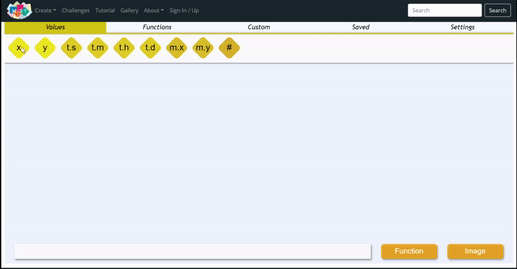 Create Challenges Tutorial Gallery About Sign In / Up Search Search
Values Functions Custom Saved Settings
x y t.s t.m t.h t.d m.x m.y #
Function Image